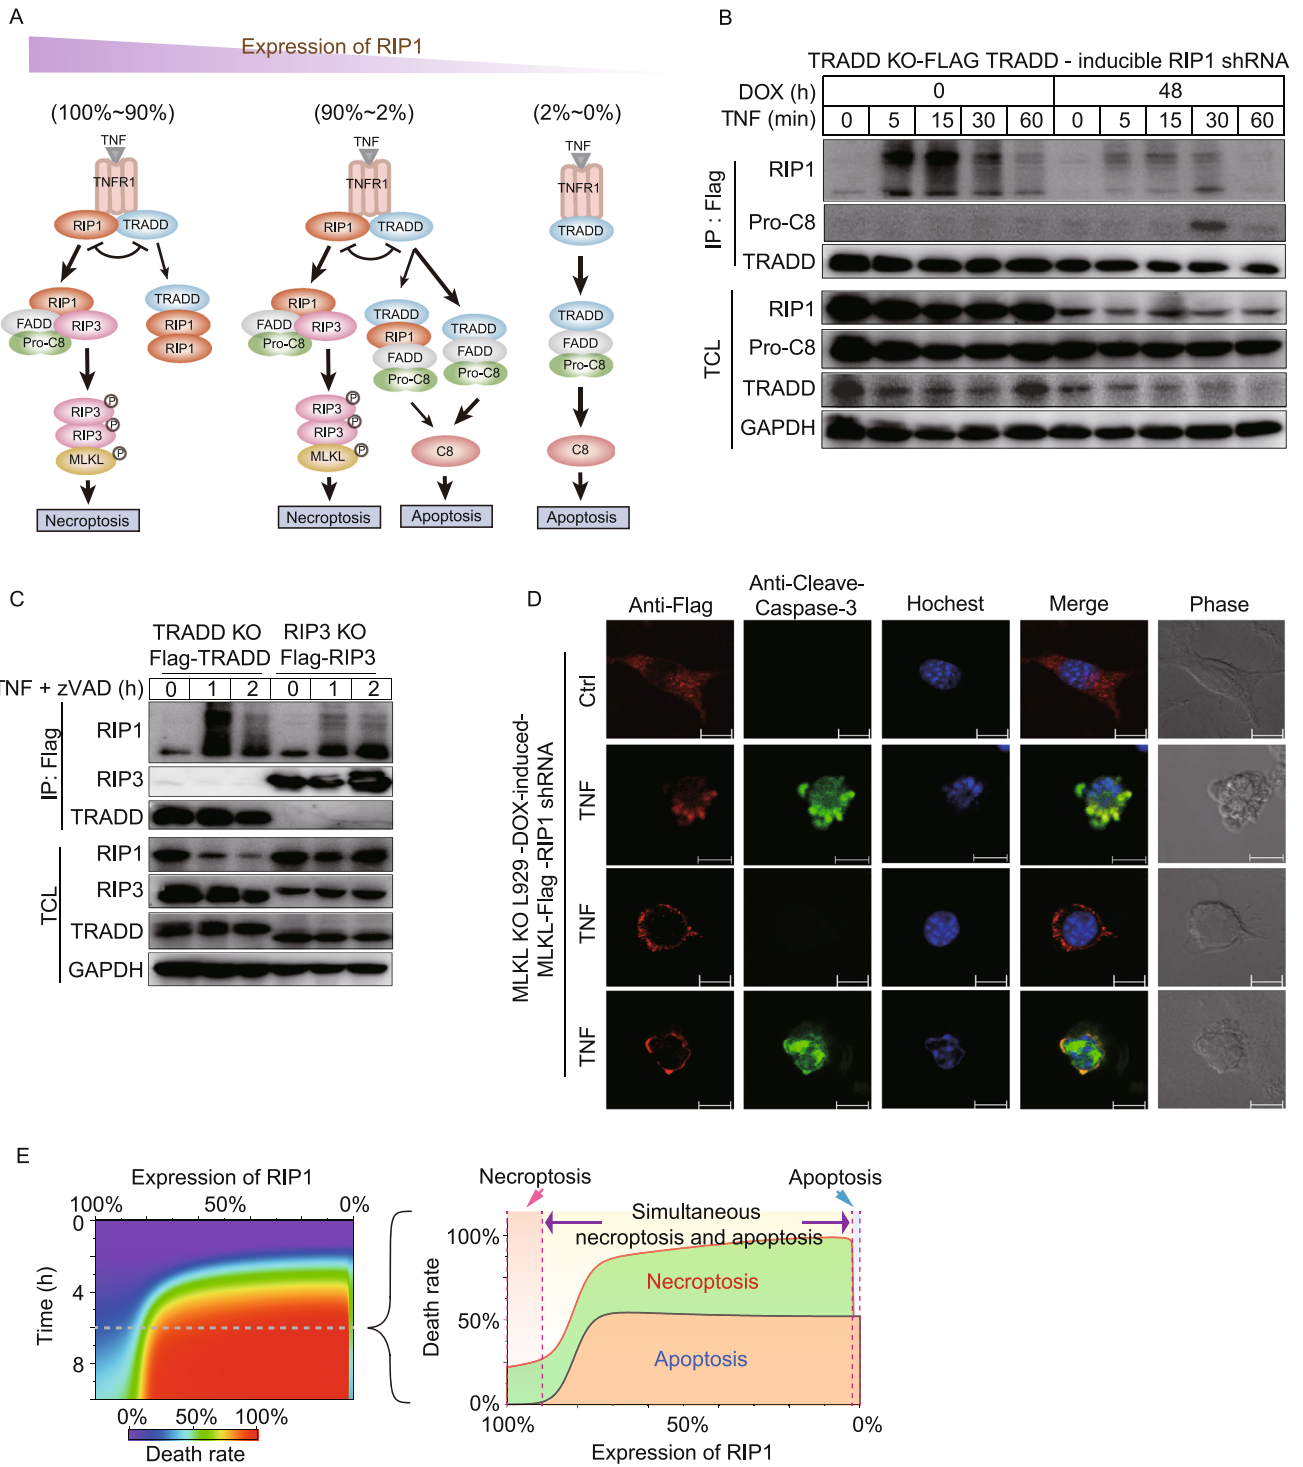 A
Expression of RIP1
(100%~90%)
(90%~2%)
(2%~0%)
TNF
TNF
TNF
TNFR1
TNFR1
TNFR1
RIP1
TRADD
RIP1
TRADD
TRADD
RIP1
FADD
RIP3
Pro-C8
TRADD
RIP1
RIP1
RIP1
FADD
RIP3
Pro-C8
TRADD
RIP1
FADD
Pro-C8
TRADD
FADD
Pro-C8
TRADD
FADD
Pro-C8
RIP3
P
RIP3
P
MLKL
P
RIP3
P
RIP3
P
MLKL
P
C8
C8
Necroptosis
Necroptosis
Apoptosis
Apoptosis
B
TRADD KO-FLAG TRADD - inducible RIP1 shRNA
DOX (h)
0
48
TNF (min)
0 5 15 30 60 0 5 15 30 60
IP : Flag
RIP1
Pro-C8
TRADD
TCL
RIP1
Pro-C8
TRADD
GAPDH
C
TRADD KO
Flag-TRADD
RIP3 KO
Flag-RIP3
TNF + zVAD (h)
0 1 2 0 1 2
IP: Flag
RIP1
RIP3
TRADD
TCL
RIP1
RIP3
TRADD
GAPDH
D
Anti-Flag
Anti-Cleave-
Caspase-3
Hochest
Merge
Phase
MLKL KO L929 -DOX-induced-
MLKL-Flag -RIP1 shRNA
Ctrl
TNF
TNF
TNF
E
Expression of RIP1
100%
50%
0%
0
4
8
Time (h)
0% 50% 100%
Death rate
Necroptosis
Apoptosis
Simultaneous
necroptosis and apoptosis
Necroptosis
Apoptosis
100%
50%
0%
Death rate
100%
50%
0%
Expression of RIP1